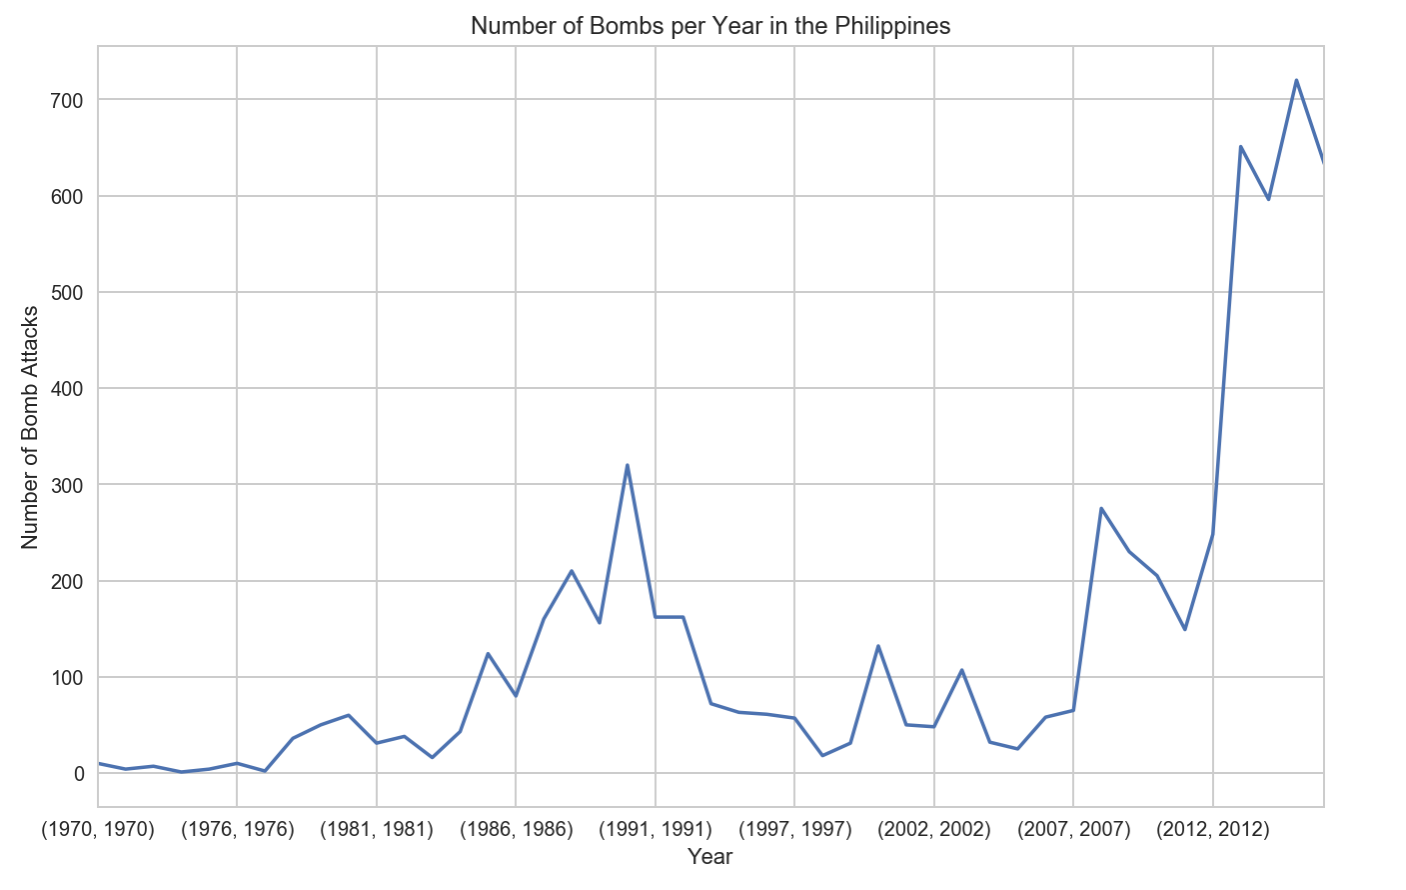 Number of Bombs per Year in the Philippines
700
600
500
400
300
200
100
0
Number of Bomb Attacks
(1970, 1970) (1976, 1976) (1981, 1981) (1986, 1986) (1991, 1991) (1997, 1997) (2002, 2002) (2007, 2007) (2012, 2012)
Year